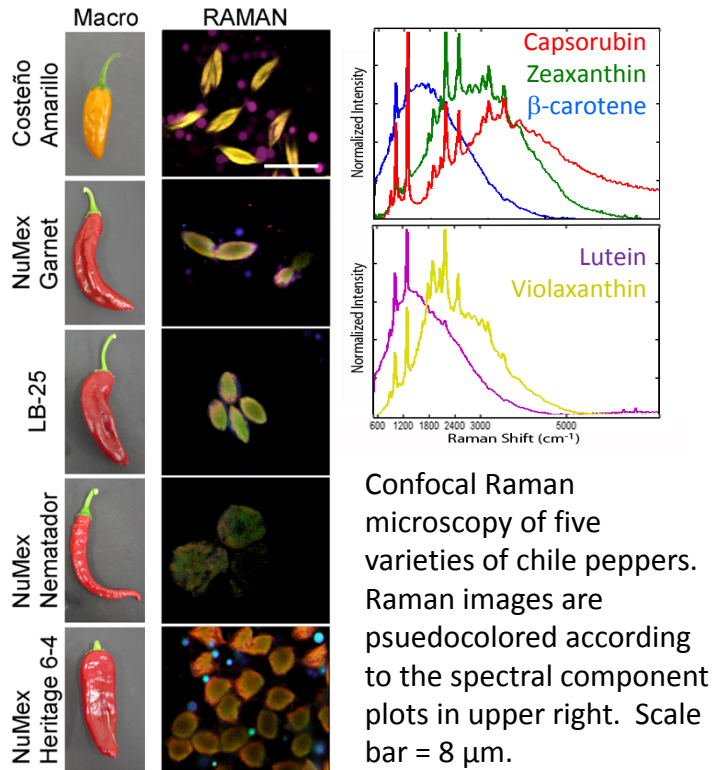 Macro
RAMAN
Costeño
Amarillo
NuMex
Garnet
LB-25
NuMex
Nematador
NuMex
Heritage 6-4
Normalized Intensity
Capsorubin
Zeaxanthin
β-carotene
Normalized Intensity
Lutein
Violaxanthin
600 1200 1800 2400 3000 5000
Raman Shift (cm⁻¹)
Confocal Raman
microscopy of five
varieties of chile peppers.
Raman images are
psuedocolored according
to the spectral component
plots in upper right. Scale
bar = 8 µm.